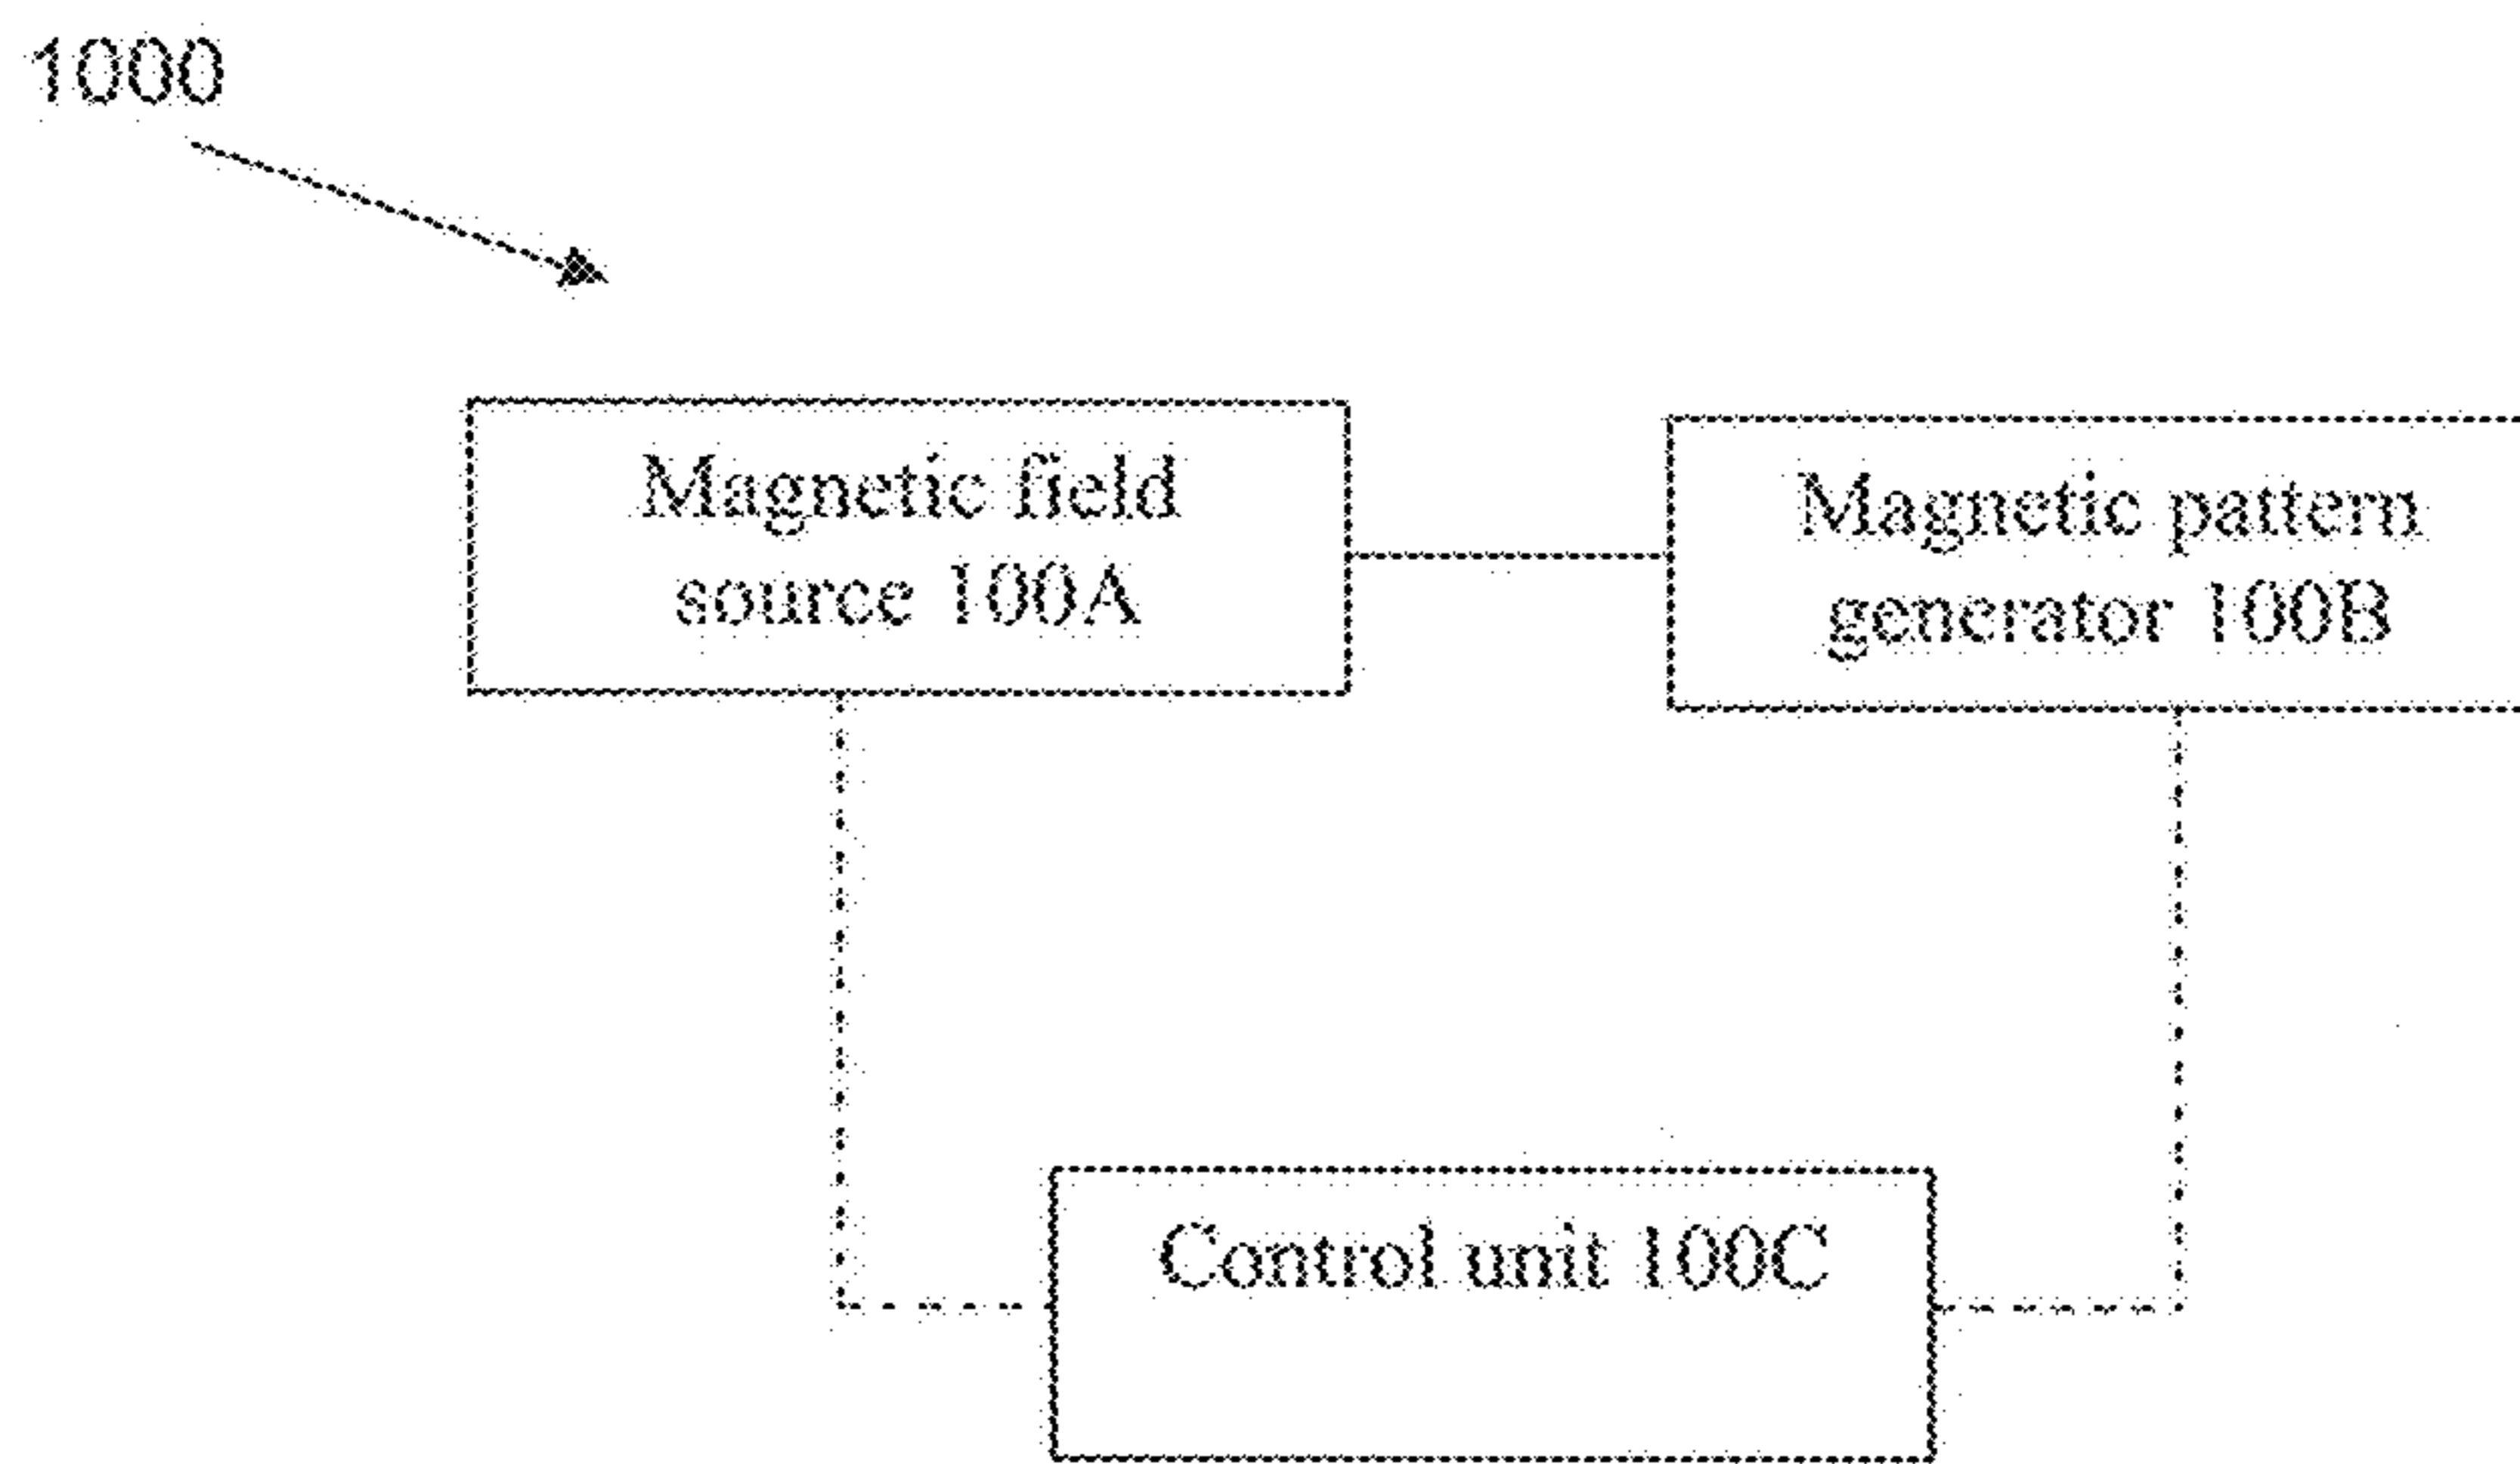 1000
Magnetic field
source 100A
Magnetic pattern
generator 100B
Control unit 100C